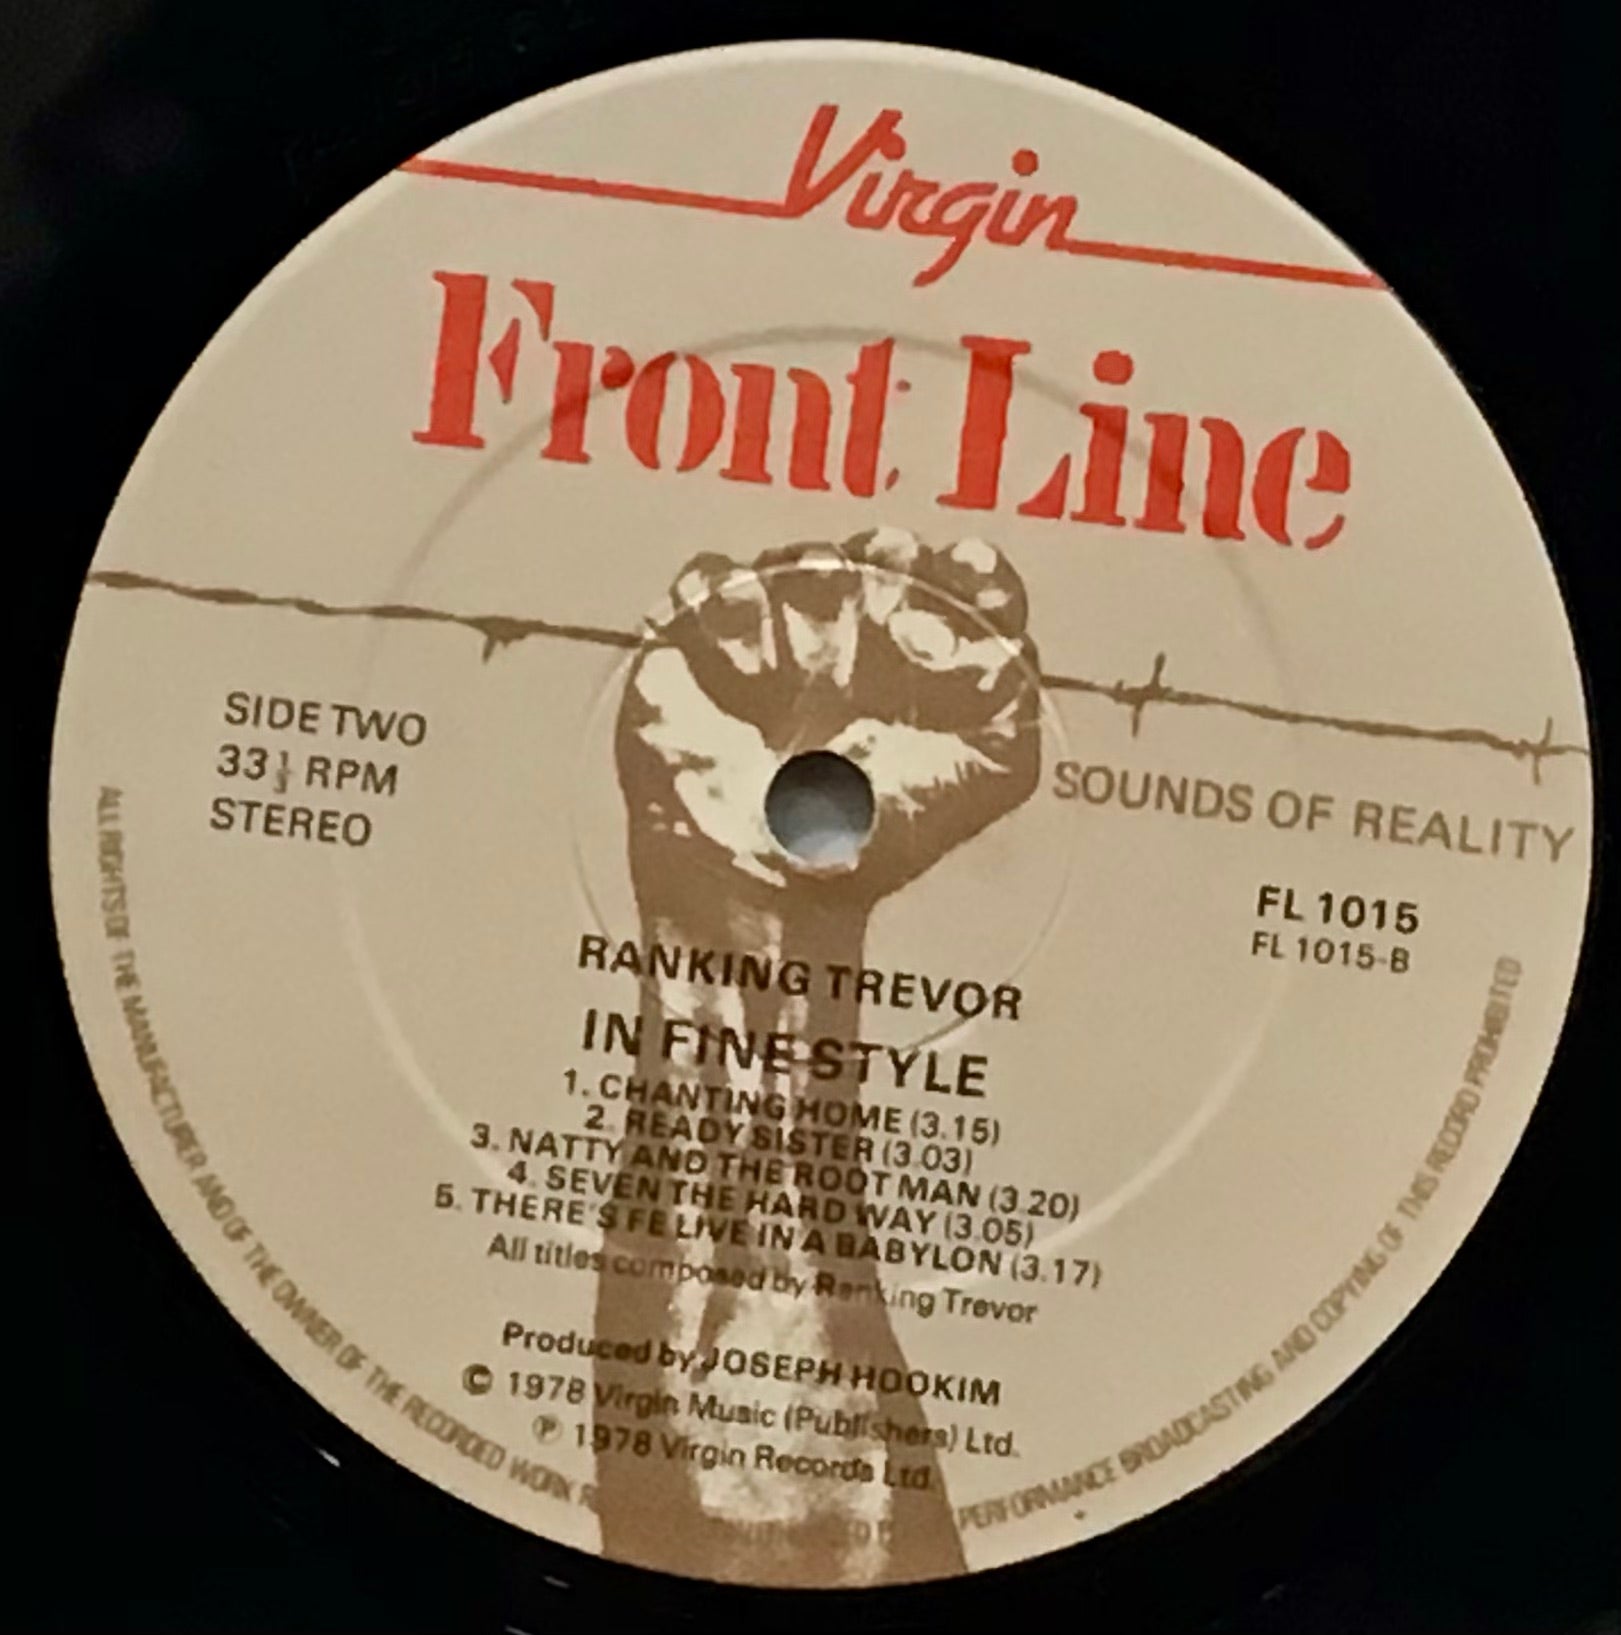 Virgin
Front Line
SIDE TWO
33 1/3 RPM
STEREO
SOUNDS OF REALITY
FL 1015
FL 1015-B
RANKING TREVOR
IN FINE STYLE
1. CHANTING HOME (3.15)
2. READY SISTER (3.03)
3. NATTY AND THE ROOT MAN (3.20)
4. SEVEN THE HARD WAY (3.05)
5. THERE'S FE LIVE IN A BABYLON (3.17)
All titles composed by Ranking Trevor
Produced by JOSEPH HOOKIM
© 1978 Virgin Music (Publishers) Ltd.
℗ 1978 Virgin Records Ltd.
ALL RIGHTS OF THE MANUFACTURER AND OF THE OWNER OF THE RECORDED WORK PERFORMANCE BROADCASTING AND COPYING OF THIS RECORD PROHIBITED